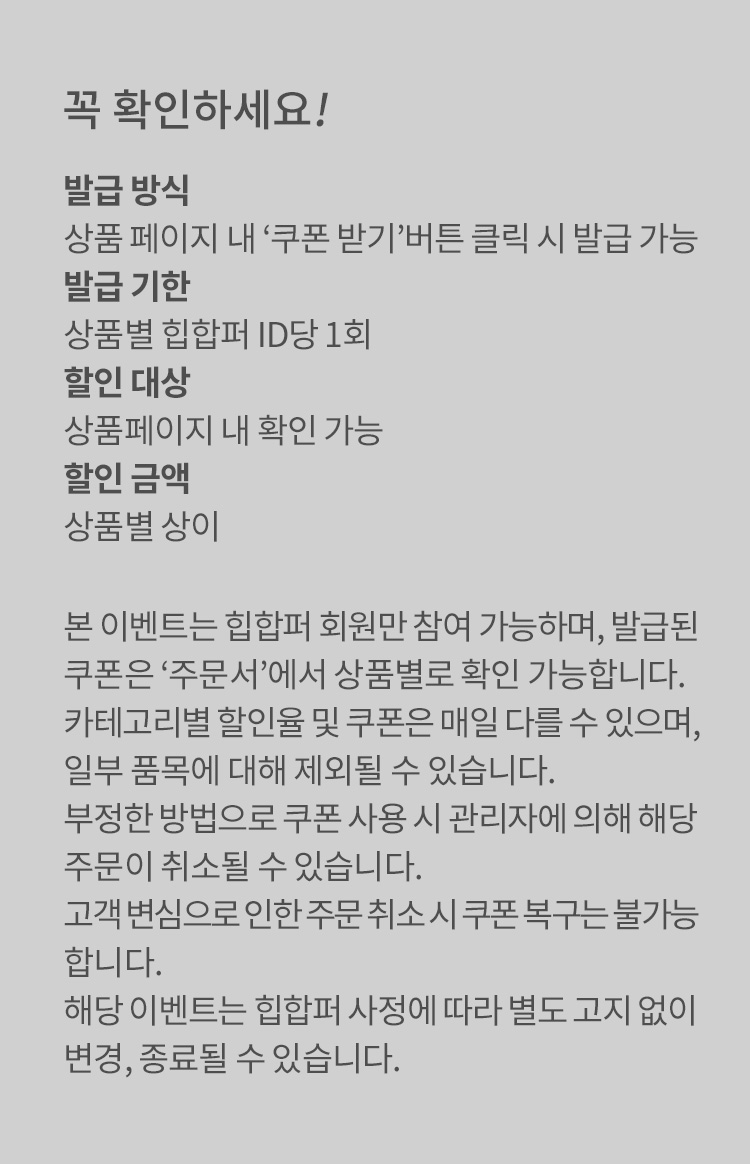 꼭 확인하세요!
발급 방식
상품 페이지 내 ‘쿠폰 받기’버튼 클릭 시 발급 가능
발급 기한
상품별 힙합퍼 ID당 1회
할인 대상
상품페이지 내 확인 가능
할인 금액
상품별 상이
본 이벤트는 힙합퍼 회원만 참여 가능하며, 발급된
쿠폰은 ‘주문서’에서 상품별로 확인 가능합니다.
카테고리별 할인율 및 쿠폰은 매일 다를 수 있으며,
일부 품목에 대해 제외될 수 있습니다.
부정한 방법으로 쿠폰 사용 시 관리자에 의해 해당
주문이 취소될 수 있습니다.
고객 변심으로 인한 주문 취소 시 쿠폰 복구는 불가능
합니다.
해당 이벤트는 힙합퍼 사정에 따라 별도 고지 없이
변경, 종료될 수 있습니다.